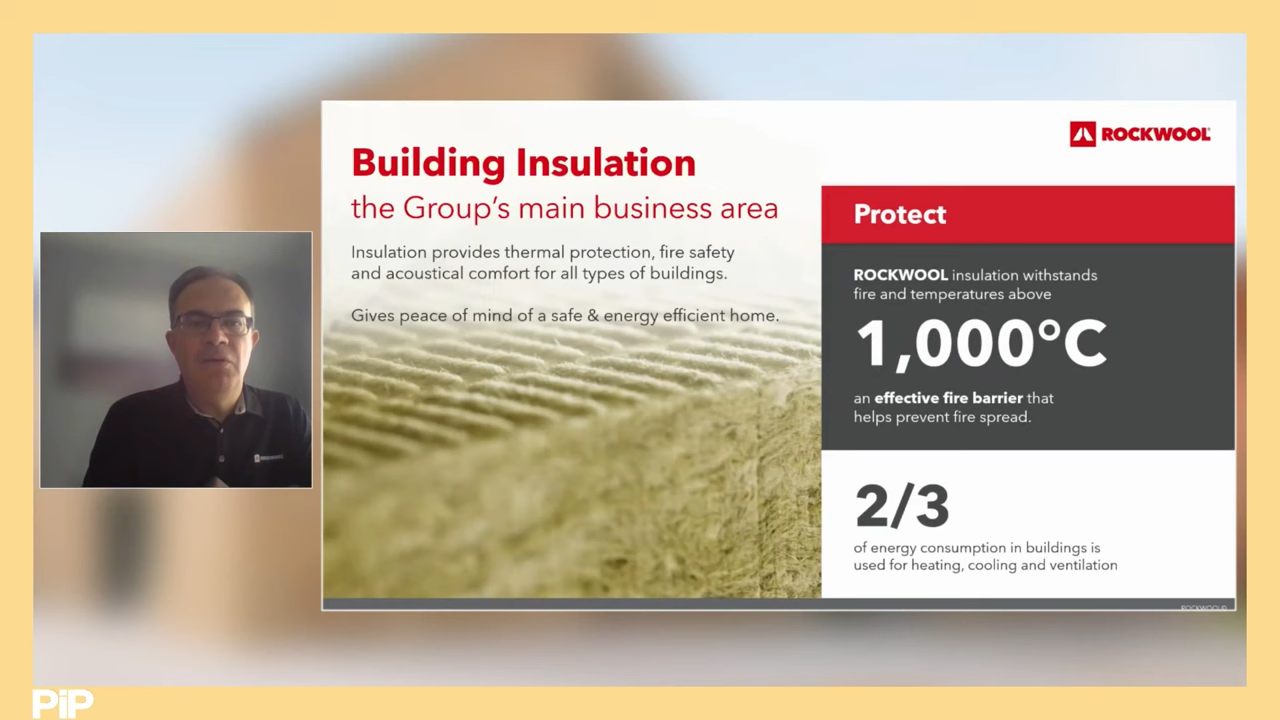 ROCKWOOL
Building Insulation
the Group's main business area
Insulation provides thermal protection, fire safety
and acoustical comfort for all types of buildings.
Gives peace of mind of a safe & energy efficient home.
Protect
ROCKWOOL insulation withstands
fire and temperatures above
1,000°C
an effective fire barrier that
helps prevent fire spread.
2/3
of energy consumption in buildings is
used for heating, cooling and ventilation
PiP